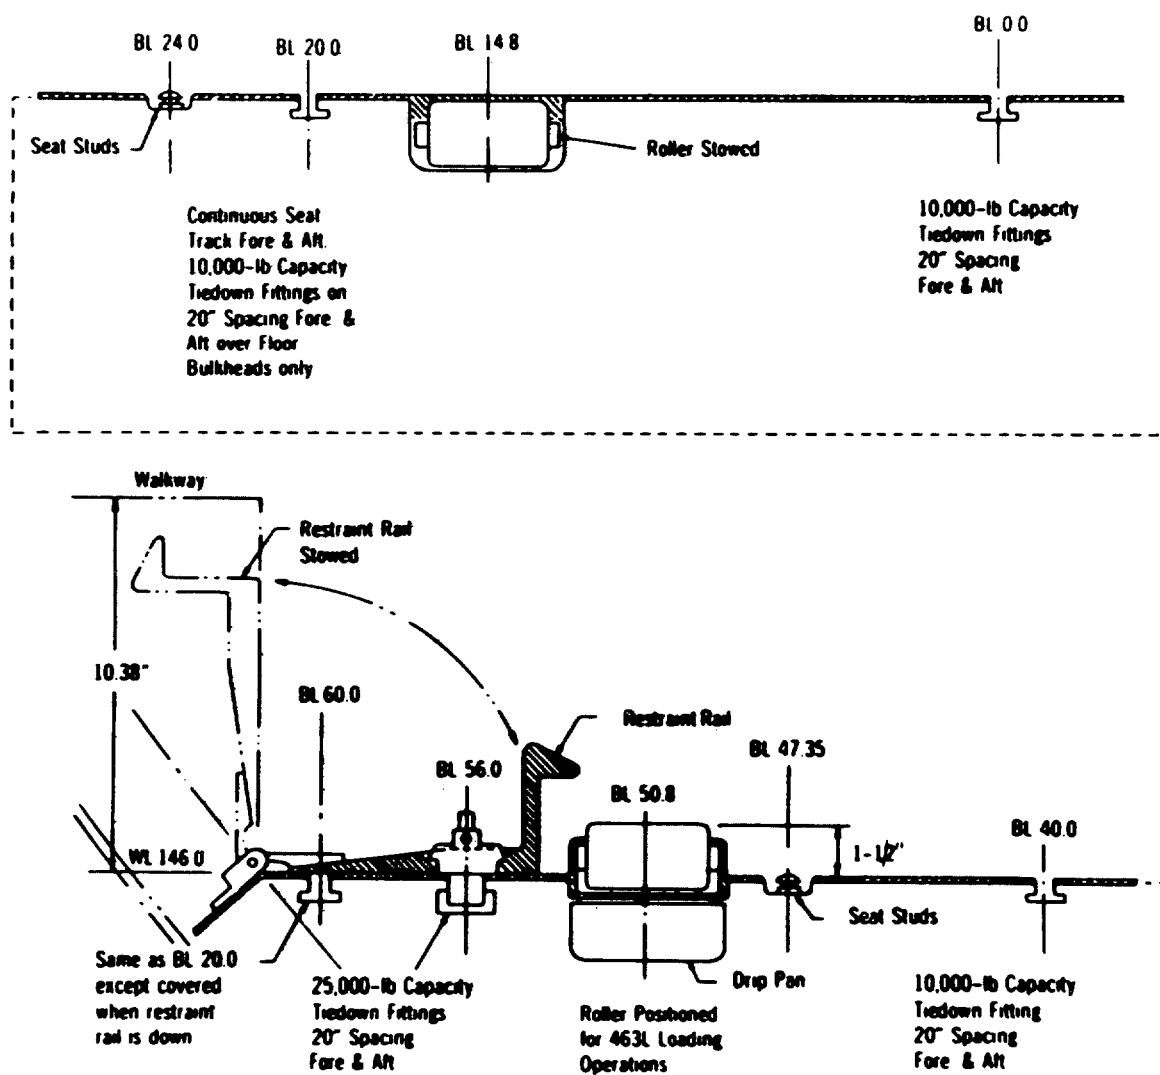 BL 24.0
BL 20.0
BL 14.8
BL 0.0
Seat Studs
Roller Stowed
Continuous Seat
Track Fore & Aft.
10,000-lb Capacity
Tiedown Fittings on
20" Spacing Fore &
Aft over Floor
Bulkheads only
10,000-lb Capacity
Tiedown Fittings
20" Spacing
Fore & Aft
Walkway
Restraint Rail
Stowed
10.38"
BL 60.0
Restraint Rail
BL 56.0
BL 47.35
BL 50.8
BL 40.0
WL 146.0
1-1/2"
Seat Studs
Same as BL 20.0
except covered
when restraint
rail is down
25,000-lb Capacity
Tiedown Fittings
20" Spacing
Fore & Aft
Drip Pan
Roller Positioned
for 463L Loading
Operations
10,000-lb Capacity
Tiedown Fitting
20" Spacing
Fore & Aft